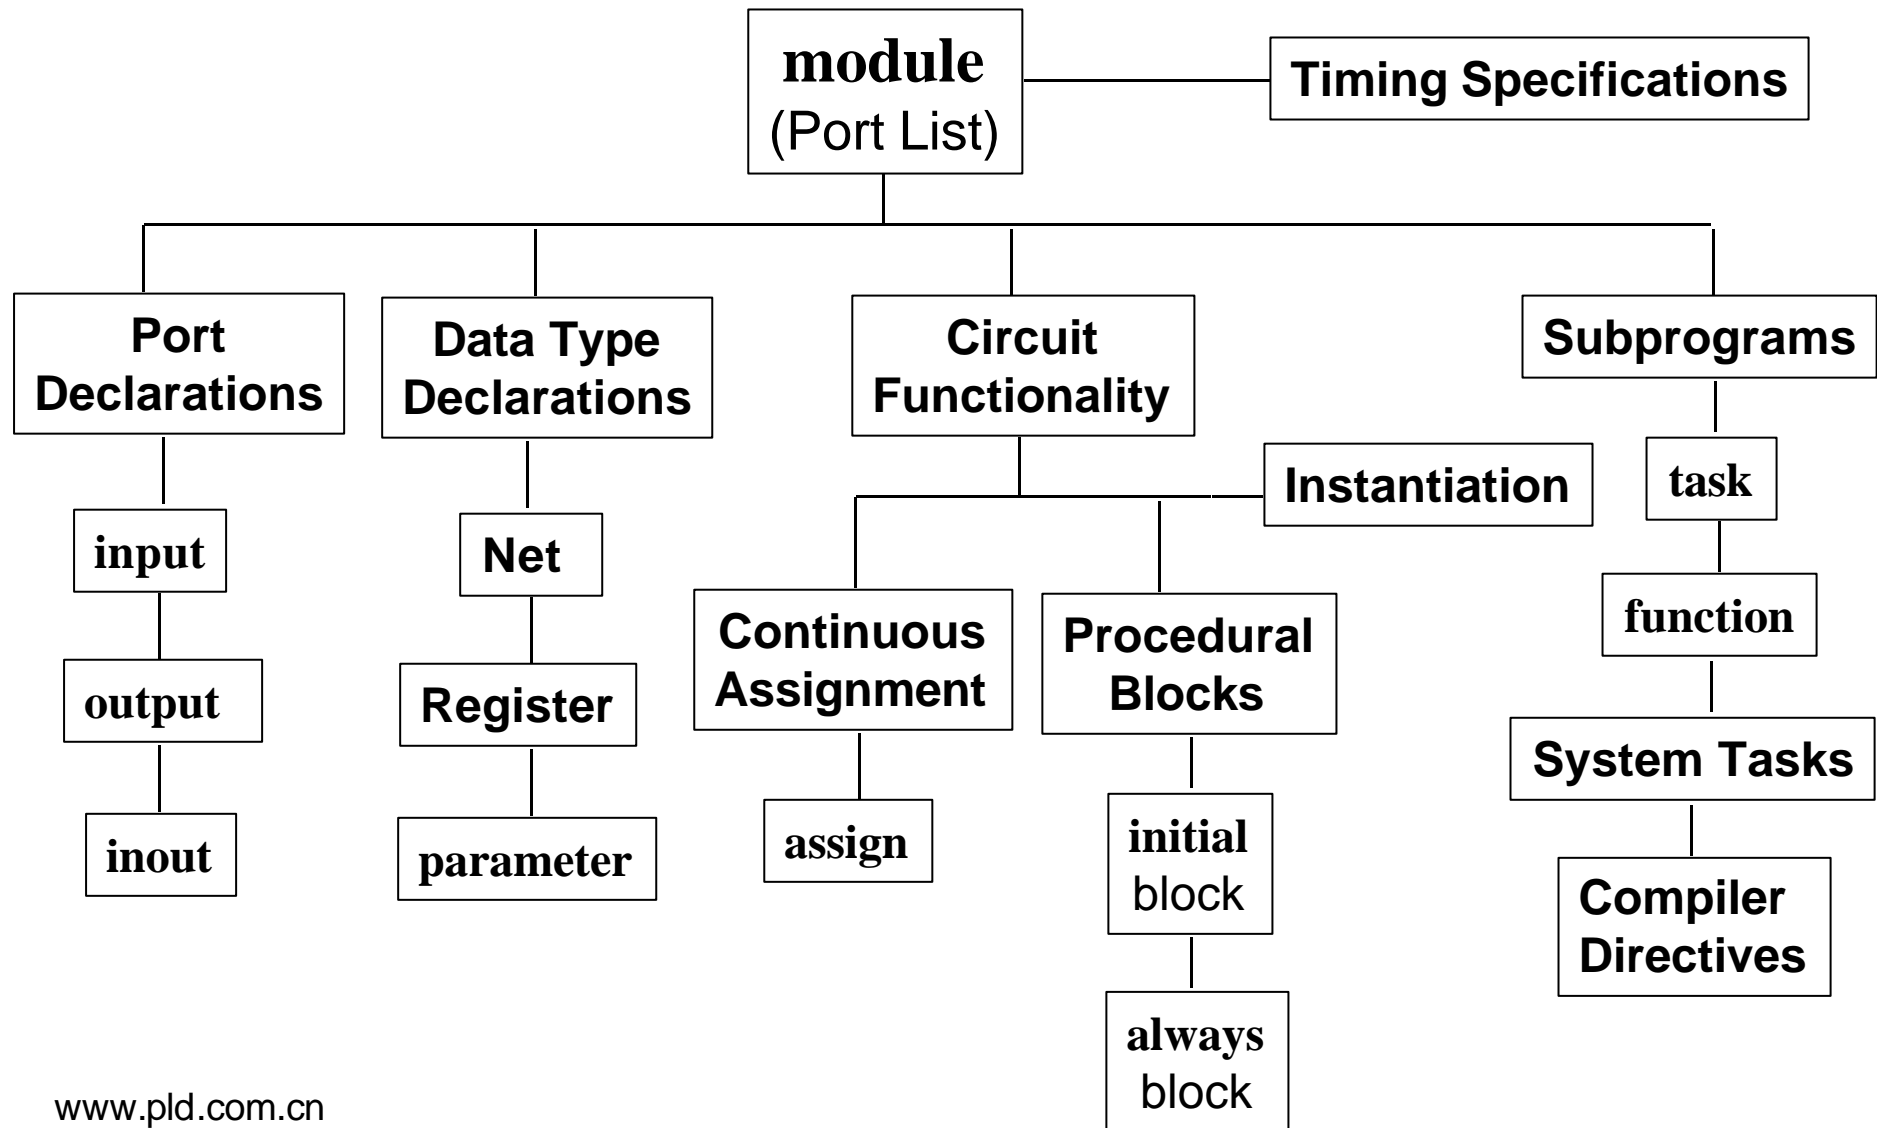 module
(Port List)
Timing Specifications
Port
Declarations
Data Type
Declarations
Circuit
Functionality
Subprograms
input
output
inout
Net
Register
parameter
Instantiation
Continuous
Assignment
assign
Procedural
Blocks
initial
block
always
block
task
function
System Tasks
Compiler
Directives
www.pld.com.cn